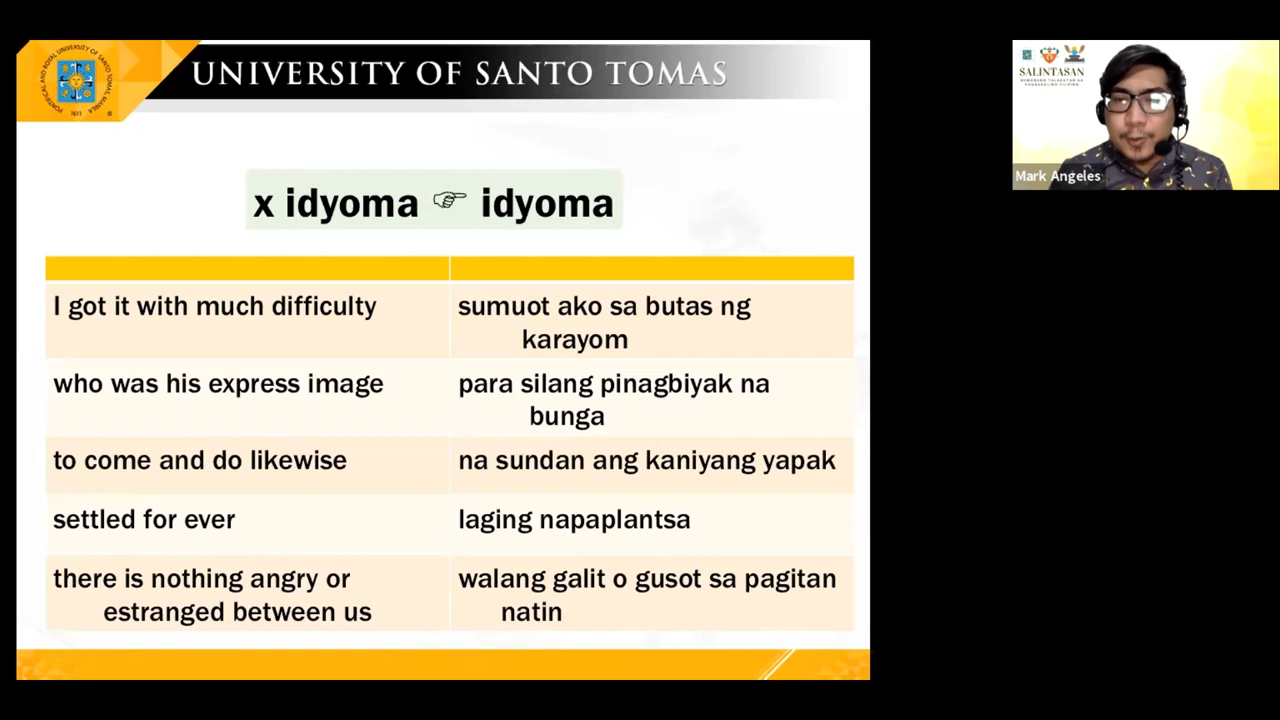 UNIVERSITY OF SANTO TOMAS
x idyoma ☞ idyoma
I got it with much difficulty
sumuot ako sa butas ng
karayom
who was his express image
para silang pinagbiyak na
bunga
to come and do likewise
na sundan ang kaniyang yapak
settled for ever
laging napaplantsa
there is nothing angry or
estranged between us
walang galit o gusot sa pagitan
natin
SALINTASAN
Mark Angeles